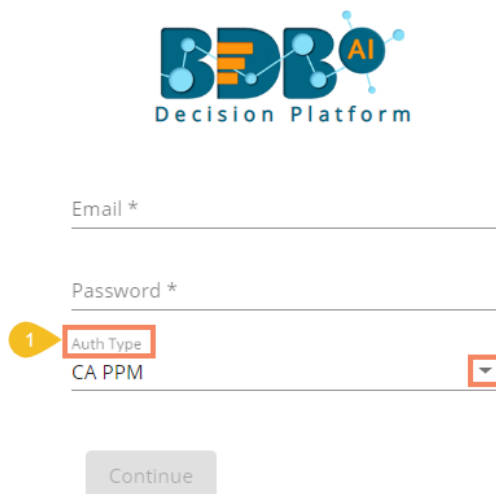 BDB AI
Decision Platform
Email *
Password *
1
Auth Type
CA PPM
Continue